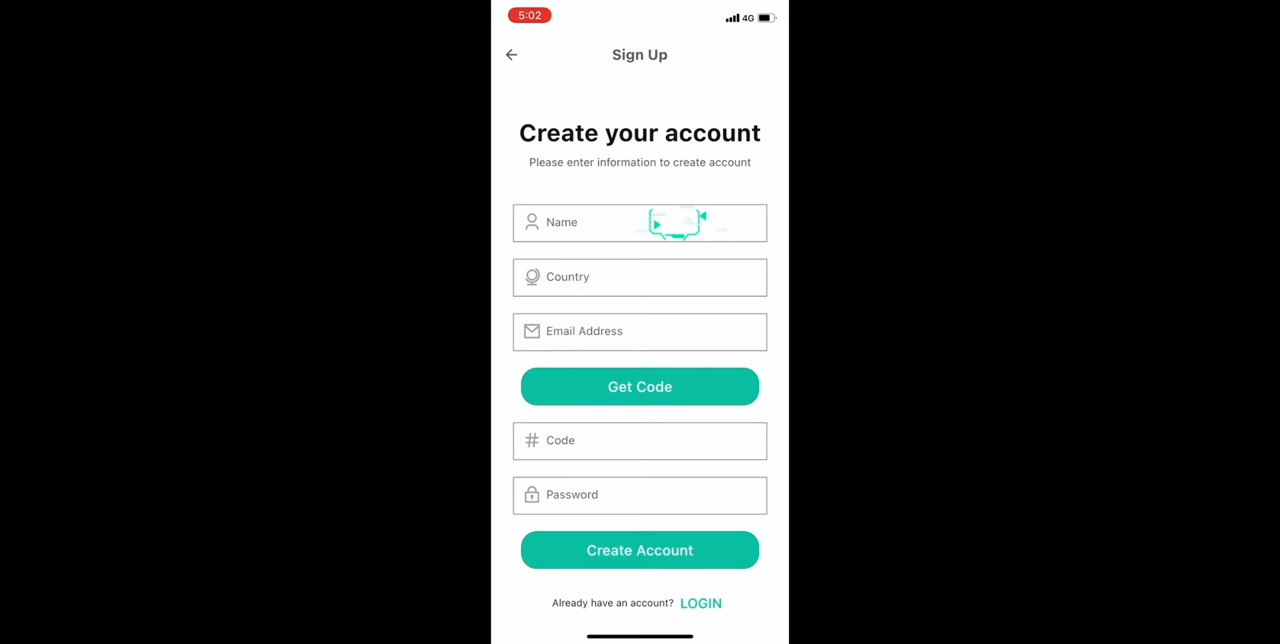 5:02
4G
Sign Up
Create your account
Please enter information to create account
Name
Country
Email Address
Get Code
# Code
Password
Create Account
Already have an account? LOGIN